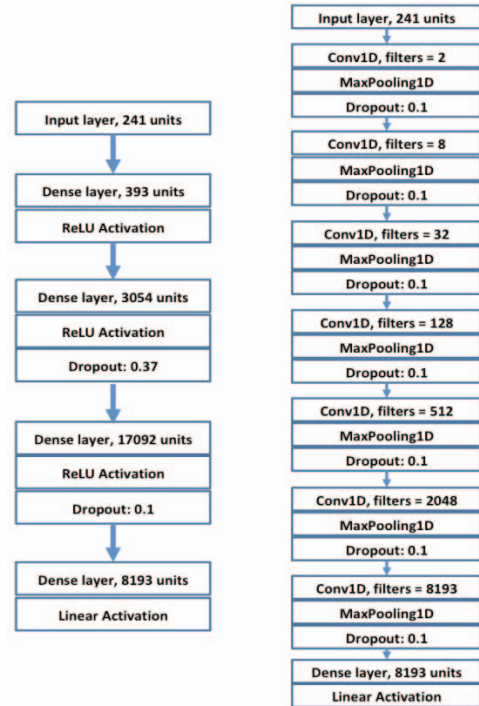 Input layer, 241 units
Dense layer, 393 units
ReLU Activation
Dense layer, 3054 units
ReLU Activation
Dropout: 0.37
Dense layer, 17092 units
ReLU Activation
Dropout: 0.1
Dense layer, 8193 units
Linear Activation
Input layer, 241 units
Conv1D, filters = 2
MaxPooling1D
Dropout: 0.1
Conv1D, filters = 8
MaxPooling1D
Dropout: 0.1
Conv1D, filters = 32
MaxPooling1D
Dropout: 0.1
Conv1D, filters = 128
MaxPooling1D
Dropout: 0.1
Conv1D, filters = 512
MaxPooling1D
Dropout: 0.1
Conv1D, filters = 2048
MaxPooling1D
Dropout: 0.1
Conv1D, filters = 8193
MaxPooling1D
Dropout: 0.1
Dense layer, 8193 units
Linear Activation